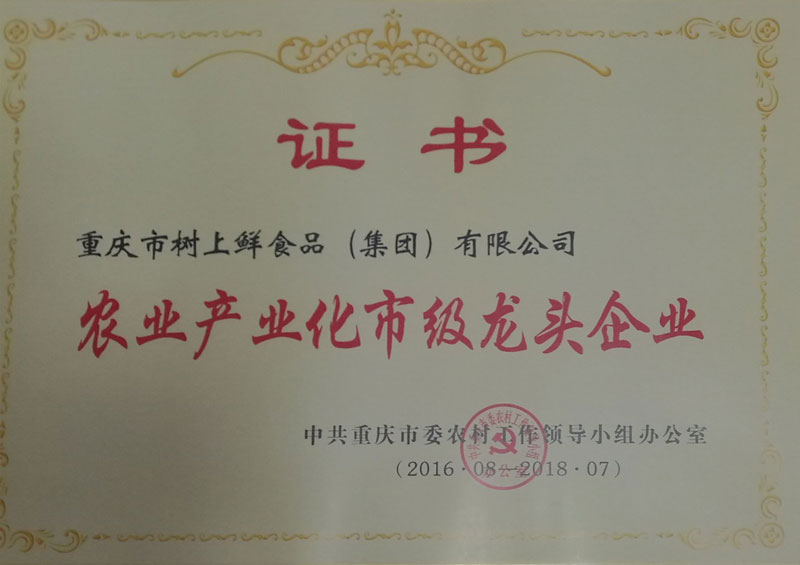 证书
重庆市树上鲜食品（集团）有限公司
农业产业化市级龙头企业
中共重庆市委农村工作领导小组办公室
（2016·08—2018·07）